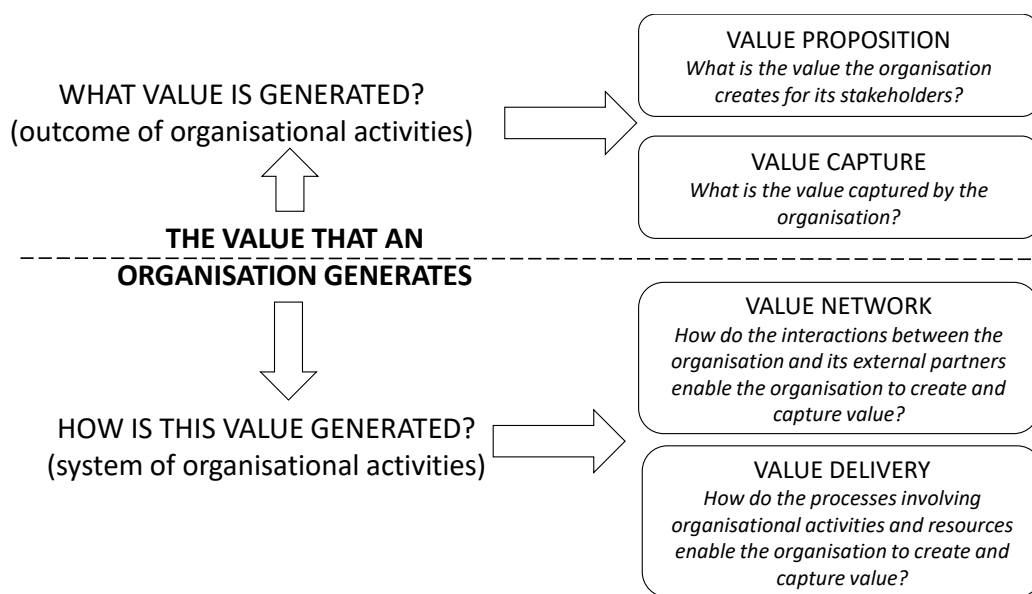 WHAT VALUE IS GENERATED?
(outcome of organisational activities)
VALUE PROPOSITION
What is the value the organisation
creates for its stakeholders?
VALUE CAPTURE
What is the value captured by the
organisation?
THE VALUE THAT AN
ORGANISATION GENERATES
HOW IS THIS VALUE GENERATED?
(system of organisational activities)
VALUE NETWORK
How do the interactions between the
organisation and its external partners
enable the organisation to create and
capture value?
VALUE DELIVERY
How do the processes involving
organisational activities and resources
enable the organisation to create and
capture value?